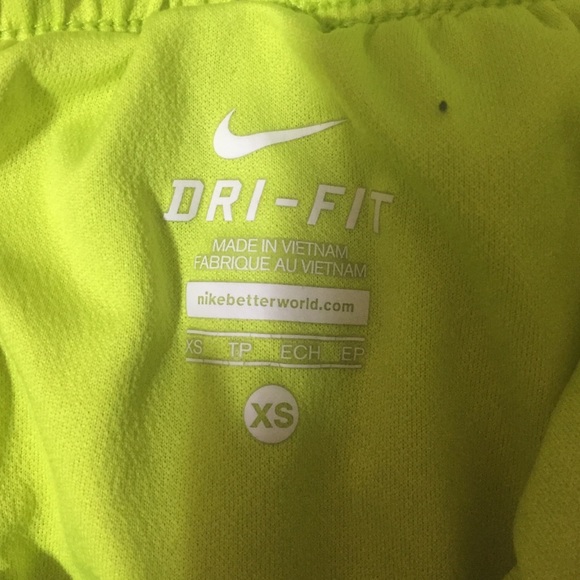 DRI-FIT
MADE IN VIETNAM
FABRIQUE AU VIETNAM
nikebetterworld.com
XS TP ECH EP
XS